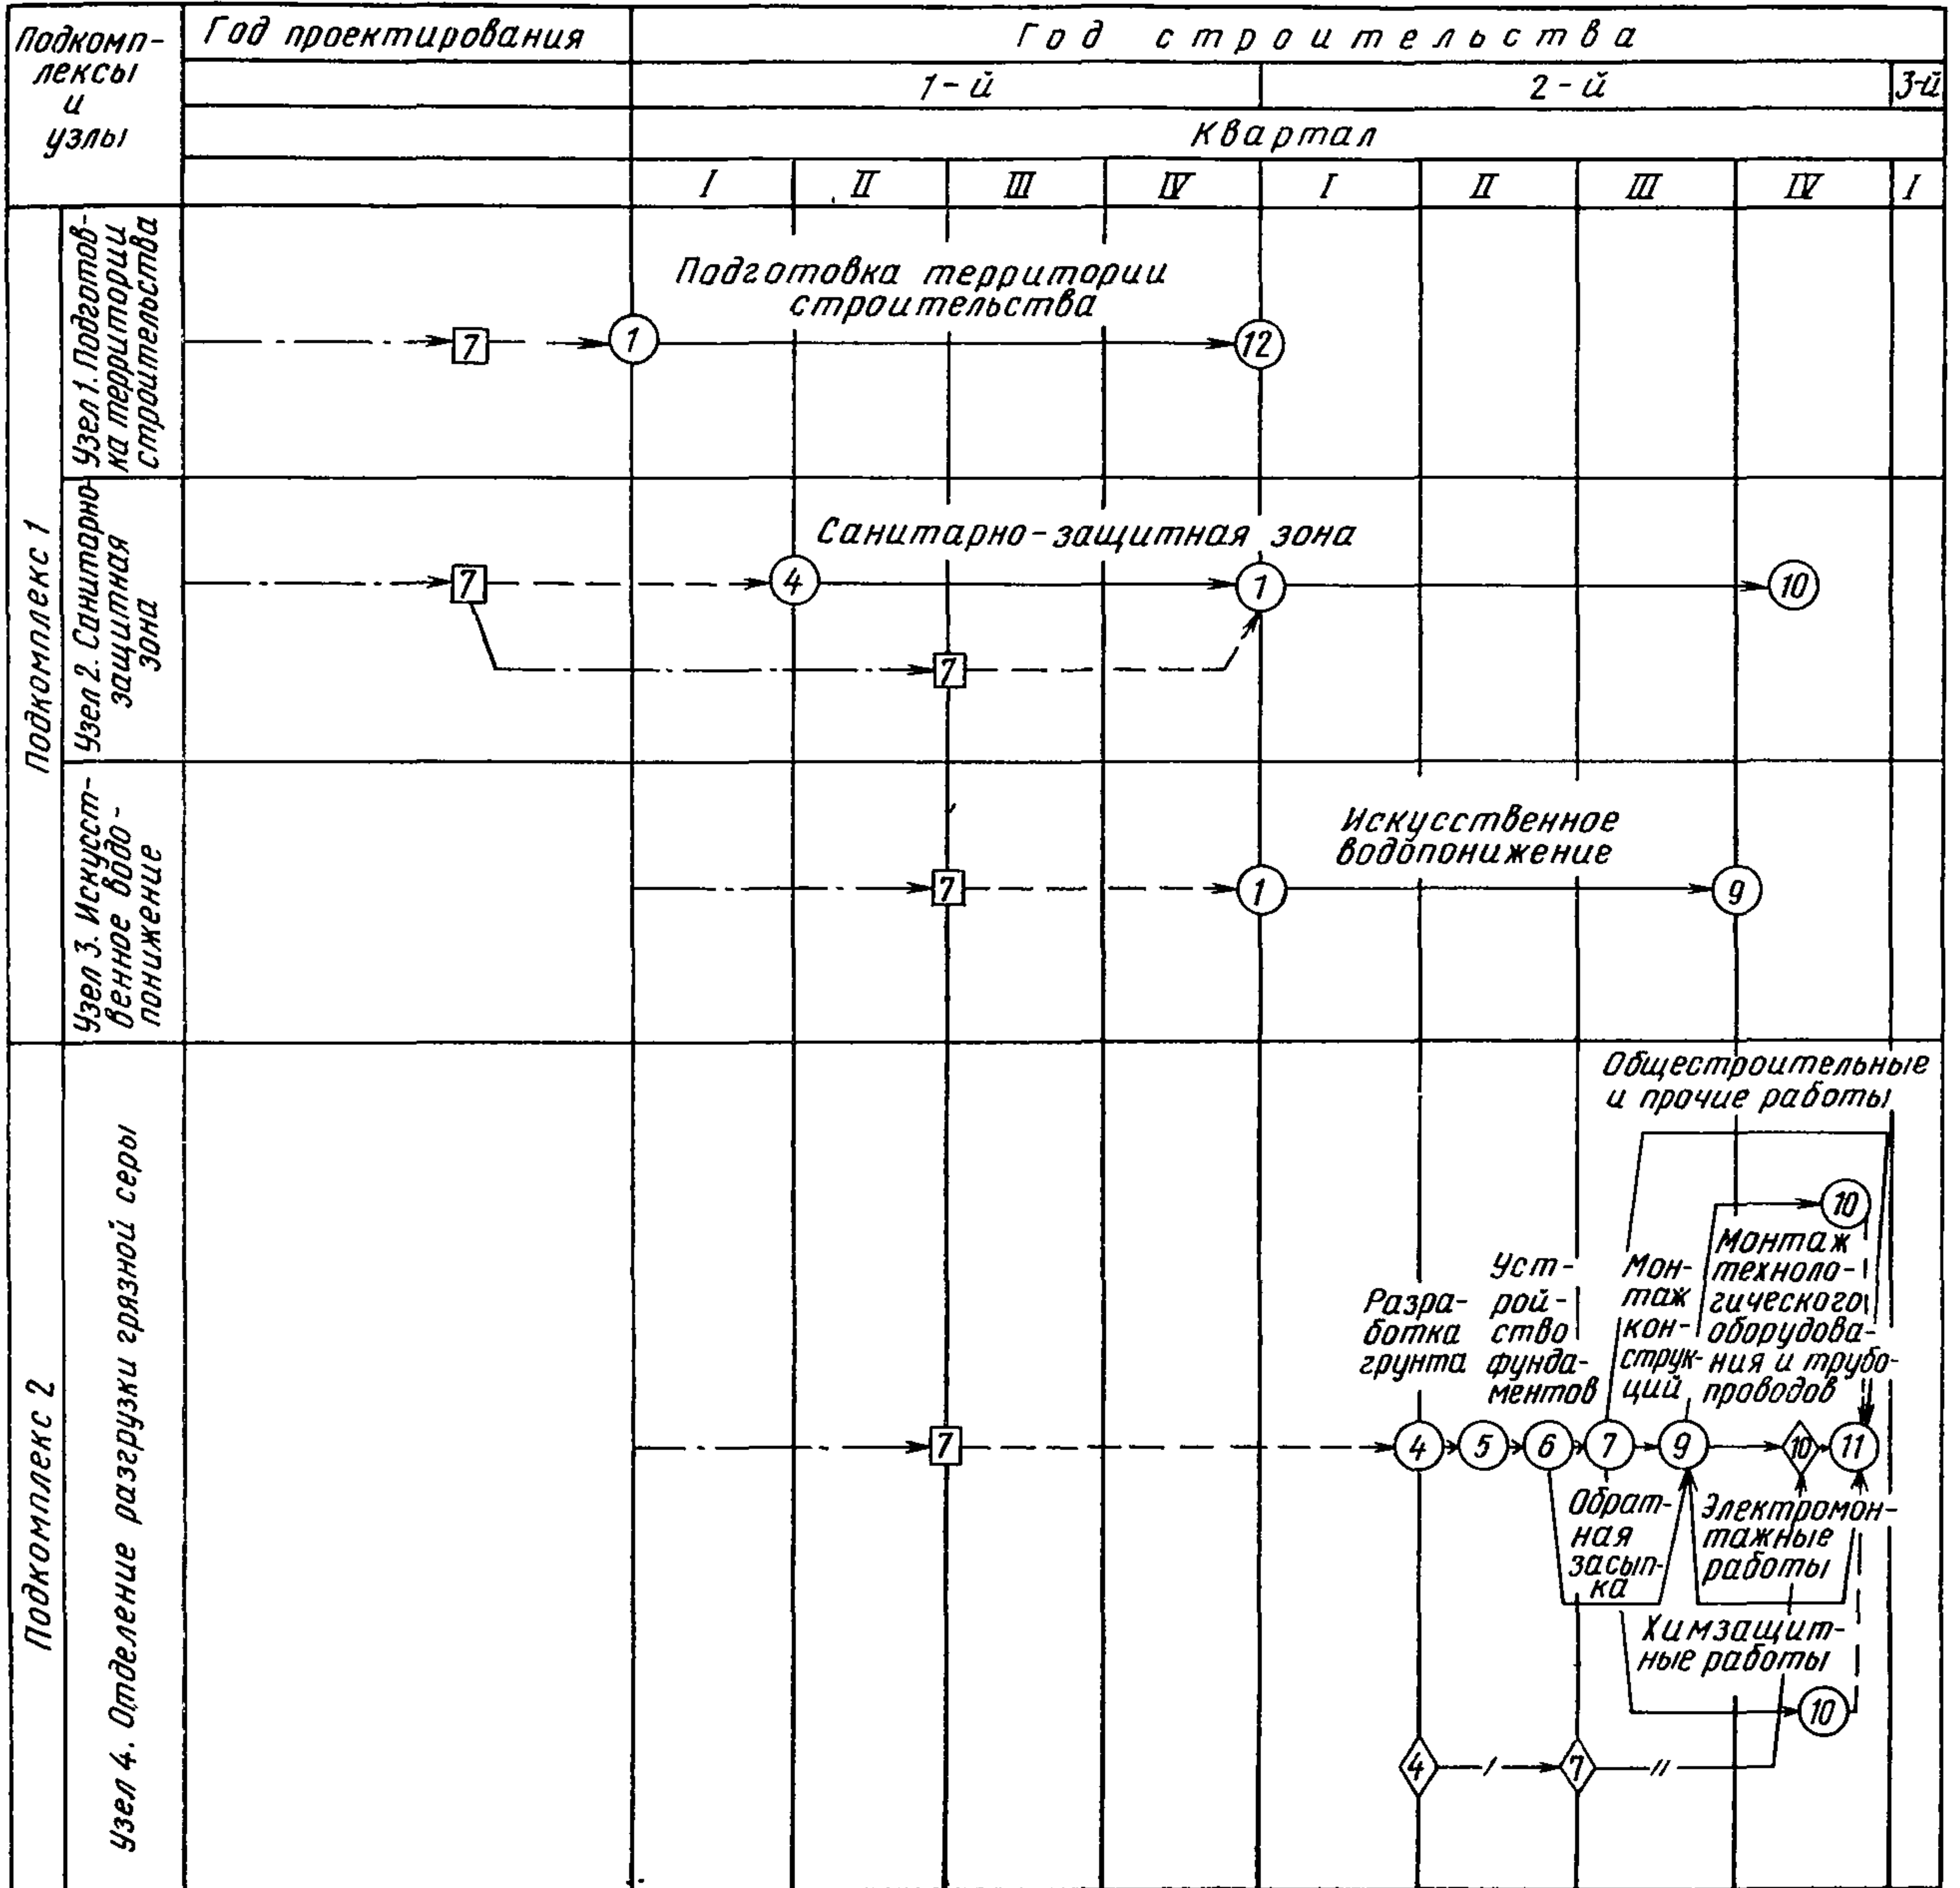 Подкомп-
лексы
и
узлы
Год проектирования
Год строительства
1-й
2-й
3-й
Квартал
I
II
III
IV
I
II
III
IV
I
Подкомплекс 1
Узел 1. Подготов-
ка территории
строительства
Подготовка территории
строительства
7
1
12
Узел 2. Санитарно-
защитная
зона
Санитарно-защитная зона
7
4
1
10
7
Узел 3. Искусст-
венное водо-
понижение
Искусственное
водопонижение
7
1
9
Подкомплекс 2
Узел 4. Отделение разгрузки грязной серы
Общестроительные
и прочие работы
10
Разра-
ботка
грунта
Уст-
рой-
ство
фунда-
ментов
Мон-
таж
кон-
струк-
ций
Монтаж
техноло-
гического
оборудова-
ния и трубо-
проводов
7
4
5
6
7
9
10
11
Обрат-
ная
засып-
ка
Электромон-
тажные
работы
Химзащит-
ные работы
10
4
7